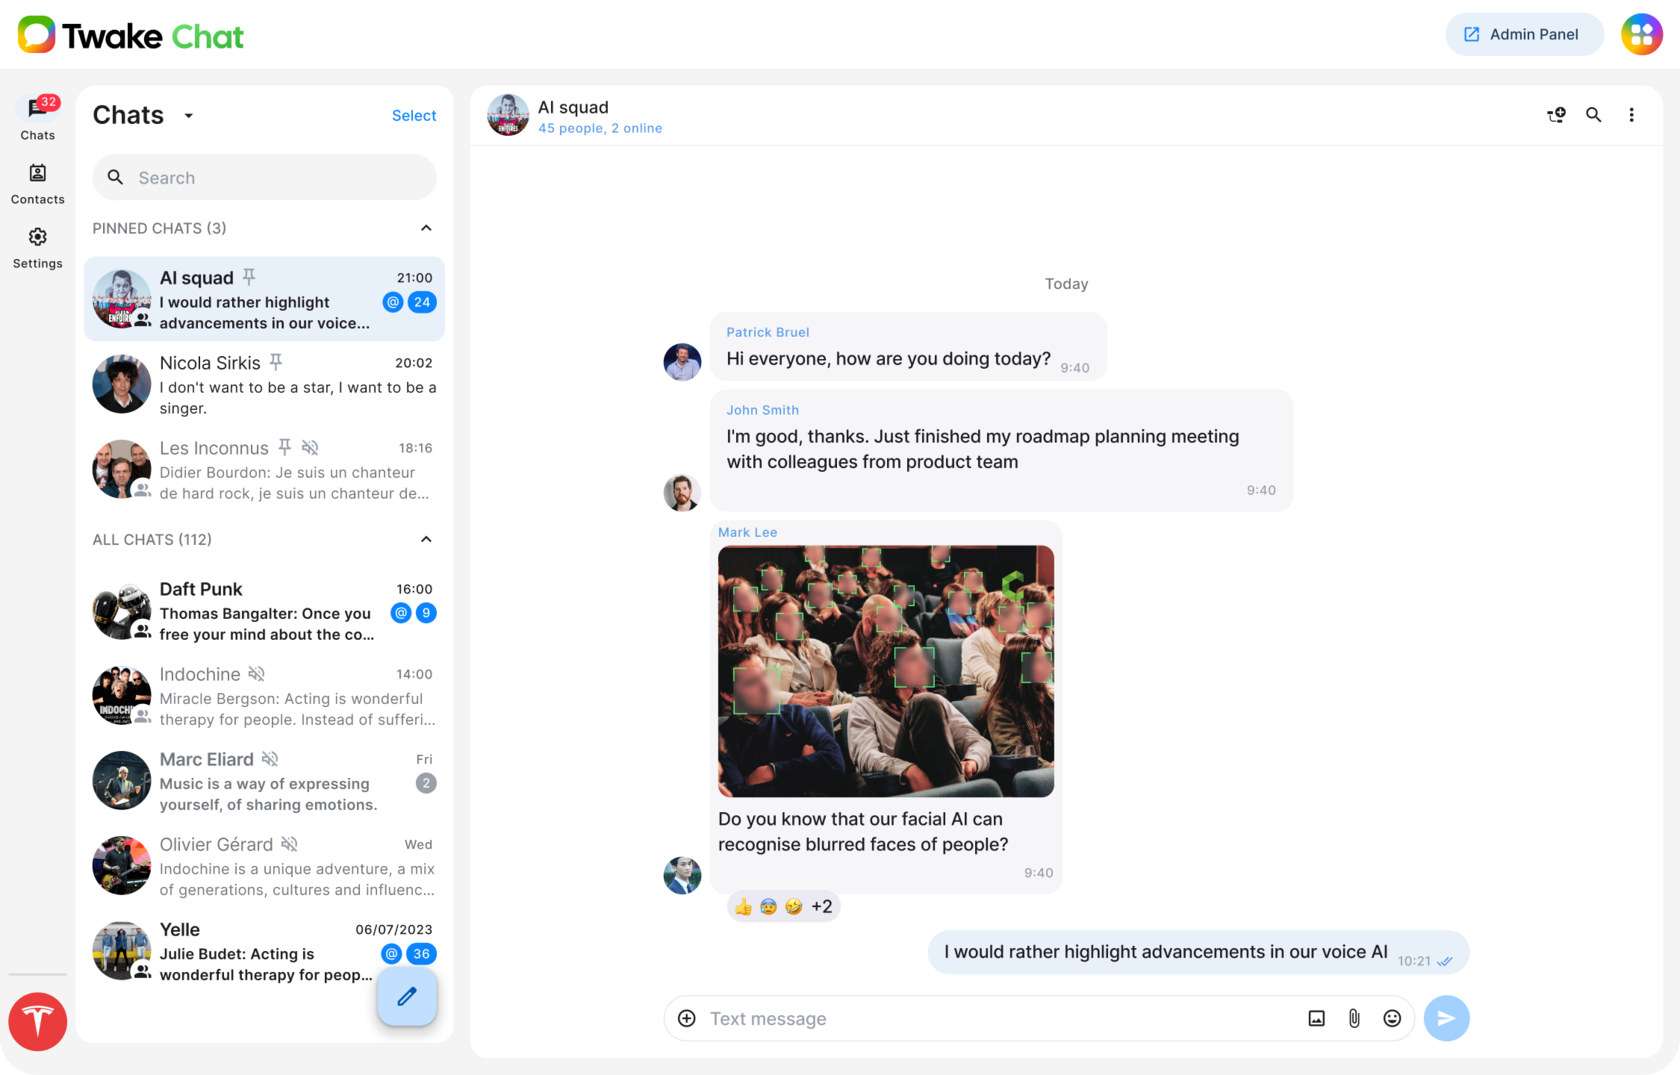 Twake Chat
Admin Panel
32
Chats
Contacts
Settings
Chats
Select
Search
PINNED CHATS (3)
AI squad
21:00
I would rather highlight
advancements in our voice...
@ 24
Nicola Sirkis
20:02
I don't want to be a star, I want to be a
singer.
Les Inconnus
18:16
Didier Bourdon: Je suis un chanteur
de hard rock, je suis un chanteur de...
ALL CHATS (112)
Daft Punk
16:00
Thomas Bangalter: Once you
free your mind about the co...
@ 9
Indochine
14:00
Miracle Bergson: Acting is wonderful
therapy for people. Instead of sufferi...
Marc Eliard
Fri
Music is a way of expressing
yourself, of sharing emotions.
2
Olivier Gérard
Wed
Indochine is a unique adventure, a mix
of generations, cultures and influenc...
Yelle
06/07/2023
Julie Budet: Acting is
wonderful therapy for peop...
@ 36
AI squad
45 people, 2 online
Today
Patrick Bruel
Hi everyone, how are you doing today?
9:40
John Smith
I'm good, thanks. Just finished my roadmap planning meeting
with colleagues from product team
9:40
Mark Lee
Do you know that our facial AI can
recognise blurred faces of people?
9:40
+2
I would rather highlight advancements in our voice AI
10:21
Text message